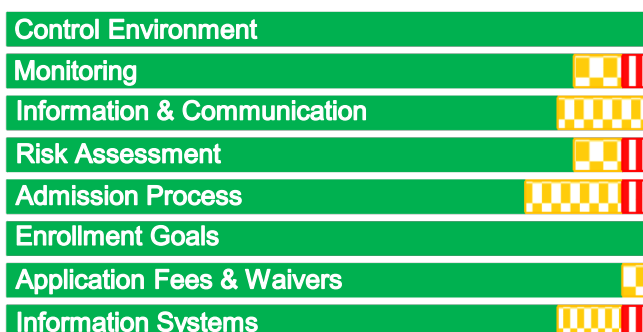 Control Environment
Monitoring
Information & Communication
Risk Assessment
Admission Process
Enrollment Goals
Application Fees & Waivers
Information Systems